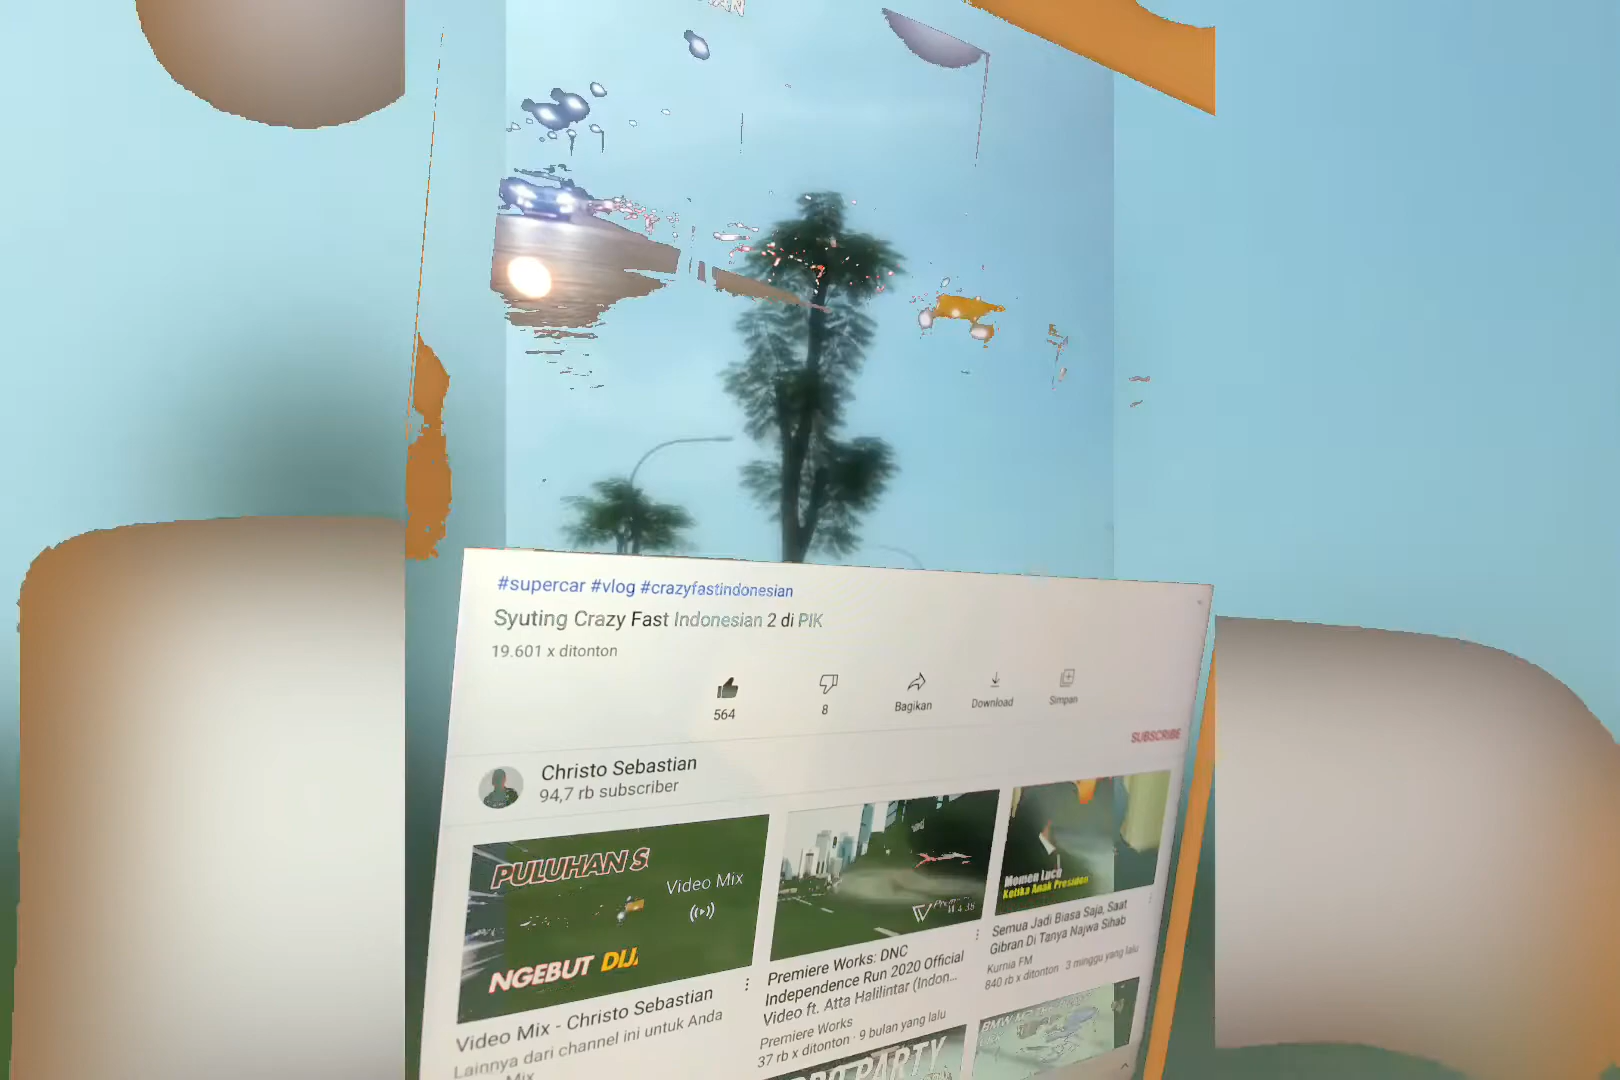 #supercar #vlog #crazyfastindonesian
Syuting Crazy Fast Indonesian 2 di PIK
19.601 x ditonton
564
8
Bagikan
Download
Simpan
SUBSCRIBE
Christo Sebastian
94,7 rb subscriber
PULUHAN S
Video Mix
NGEBUT DIJ
Video Mix - Christo Sebastian
Lainnya dari channel ini untuk Anda
Mix
Premiere Works: DNC
Independence Run 2020 Official
Video ft. Atta Halilintar (Indon...
Premiere Works
37 rb x ditonton · 9 bulan yang lalu
Momen Lucu
Ketika Anak Presiden
Semua Jadi Biasa Saja, Saat
Gibran Di Tanya Najwa Sihab
Kurnia FM
840 rb x ditonton · 3 minggu yang lalu
PARTY